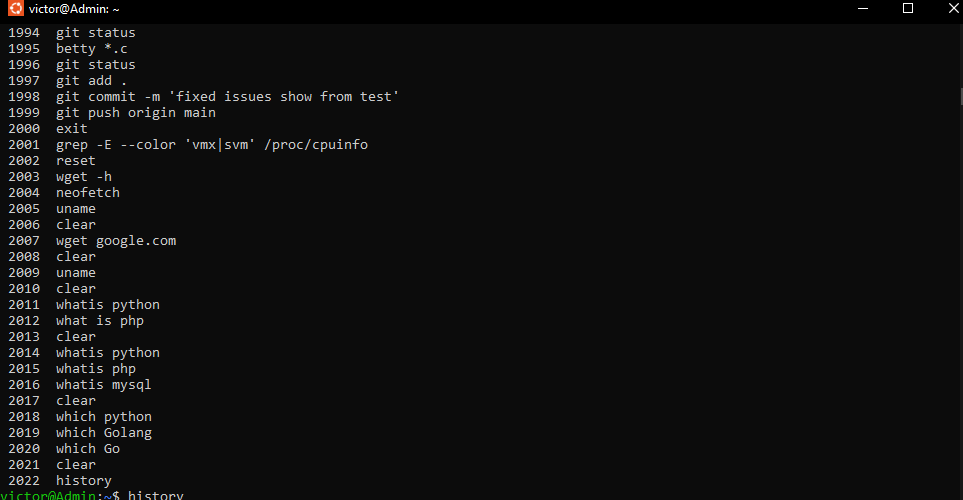 victor@Admin: ~
1994 git status
1995 betty *.c
1996 git status
1997 git add .
1998 git commit -m 'fixed issues show from test'
1999 git push origin main
2000 exit
2001 grep -E --color 'vmx|svm' /proc/cpuinfo
2002 reset
2003 wget -h
2004 neofetch
2005 uname
2006 clear
2007 wget google.com
2008 clear
2009 uname
2010 clear
2011 whatis python
2012 what is php
2013 clear
2014 whatis python
2015 whatis php
2016 whatis mysql
2017 clear
2018 which python
2019 which Golang
2020 which Go
2021 clear
2022 history
victor@Admin:~$ history